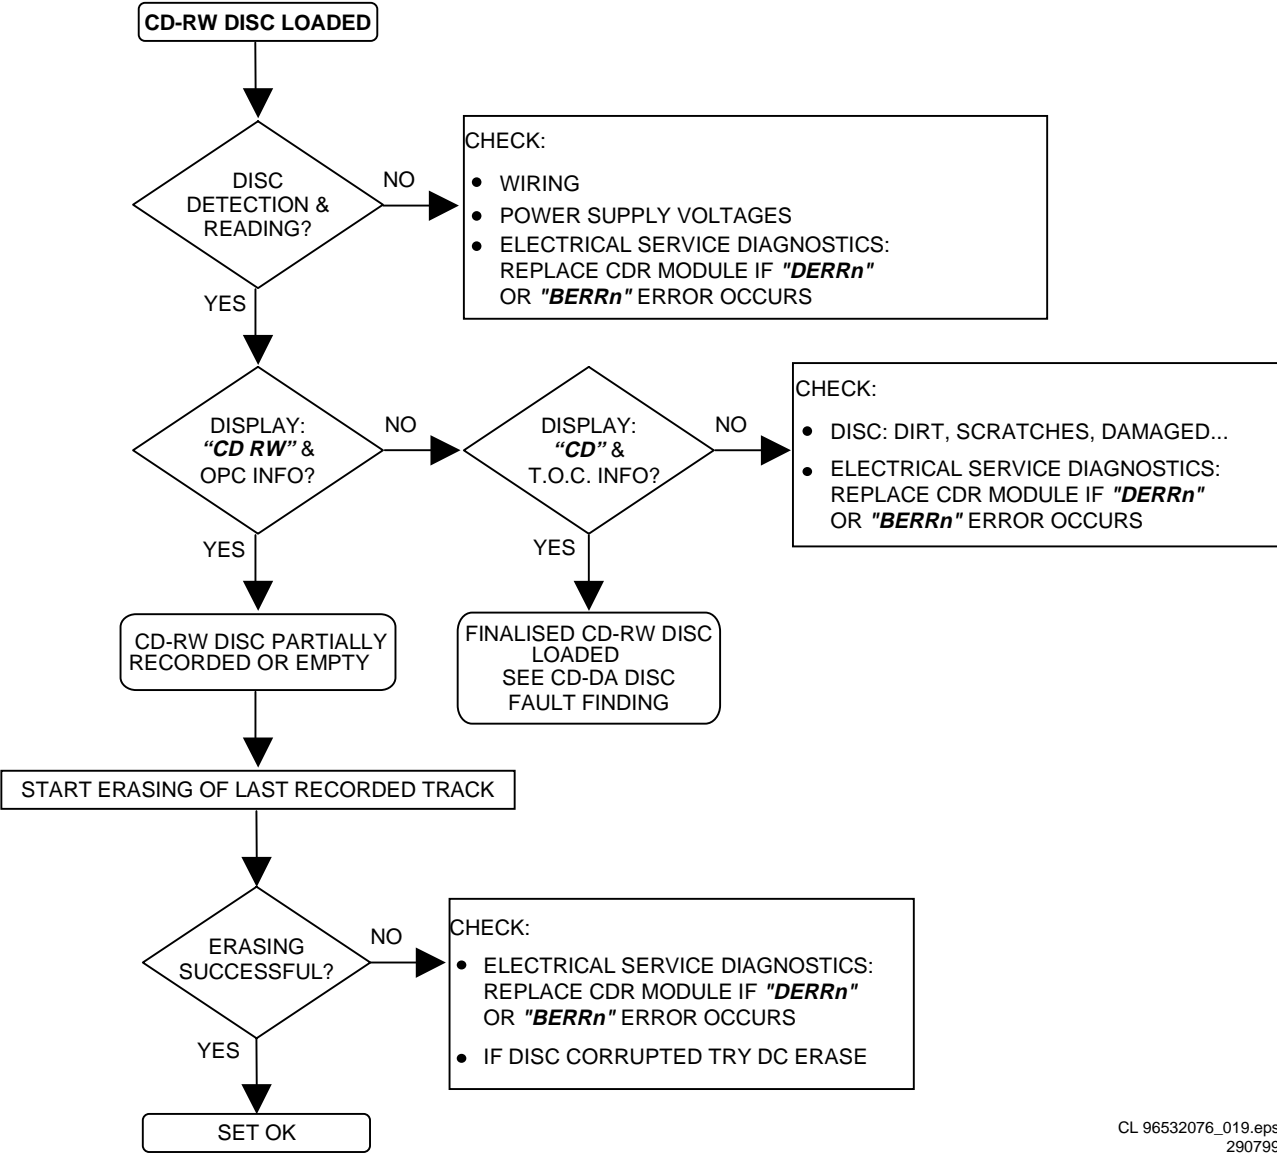 CD-RW DISC LOADED
DISC
DETECTION &
READING?
NO
YES
CHECK:
• WIRING
• POWER SUPPLY VOLTAGES
• ELECTRICAL SERVICE DIAGNOSTICS:
REPLACE CDR MODULE IF "DERRn"
OR "BERRn" ERROR OCCURS
DISPLAY:
“CD RW” &
OPC INFO?
NO
YES
DISPLAY:
“CD” &
T.O.C. INFO?
NO
YES
CHECK:
• DISC: DIRT, SCRATCHES, DAMAGED...
• ELECTRICAL SERVICE DIAGNOSTICS:
REPLACE CDR MODULE IF "DERRn"
OR "BERRn" ERROR OCCURS
CD-RW DISC PARTIALLY
RECORDED OR EMPTY
FINALISED CD-RW DISC
LOADED
SEE CD-DA DISC
FAULT FINDING
START ERASING OF LAST RECORDED TRACK
ERASING
SUCCESSFUL?
NO
YES
CHECK:
• ELECTRICAL SERVICE DIAGNOSTICS:
REPLACE CDR MODULE IF "DERRn"
OR "BERRn" ERROR OCCURS
• IF DISC CORRUPTED TRY DC ERASE
SET OK
CL 96532076_019.eps
290799